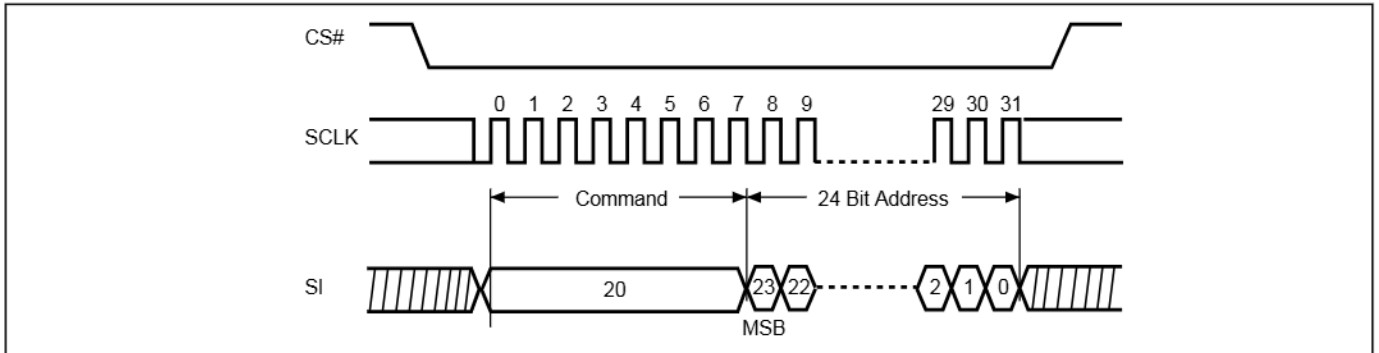 CS#
0 1 2 3 4 5 6 7 8 9 29 30 31
SCLK
Command 24 Bit Address
SI 20 23 22 2 1 0
MSB